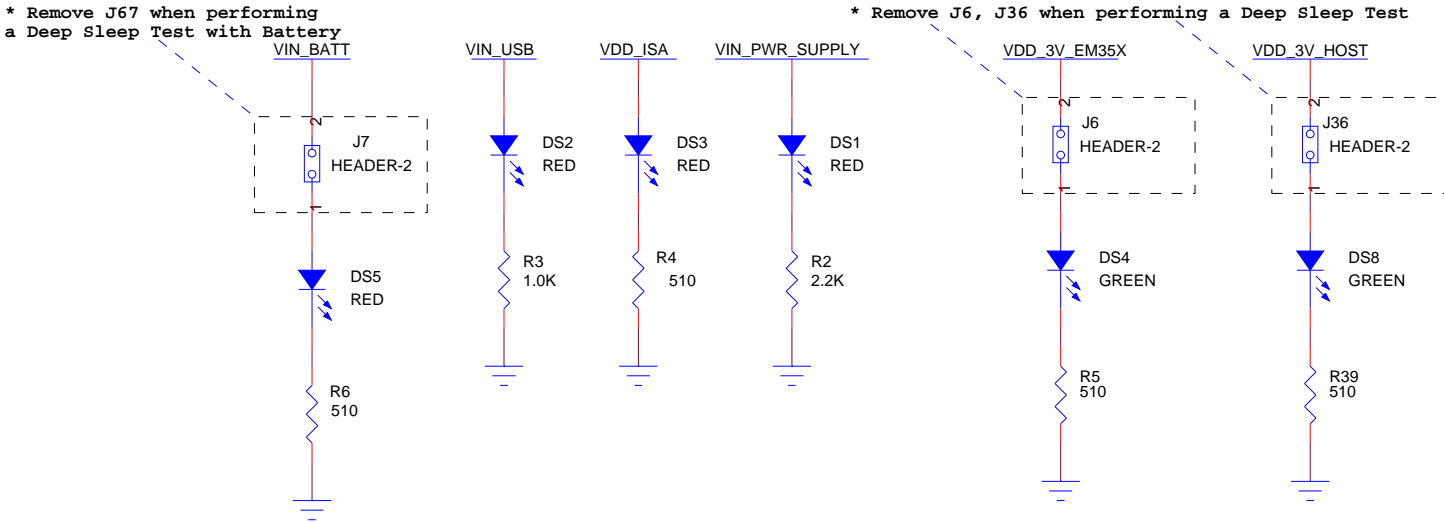 * Remove J67 when performing
a Deep Sleep Test with Battery
* Remove J6, J36 when performing a Deep Sleep Test
VIN_BATT
VIN_USB
VDD_ISA
VIN_PWR_SUPPLY
VDD_3V_EM35X
VDD_3V_HOST
2
J7
HEADER-2
1
DS5
RED
R6
510
DS2
RED
R3
1.0K
DS3
RED
R4
510
DS1
RED
R2
2.2K
2
J6
HEADER-2
1
DS4
GREEN
R5
510
2
J36
HEADER-2
1
DS8
GREEN
R39
510